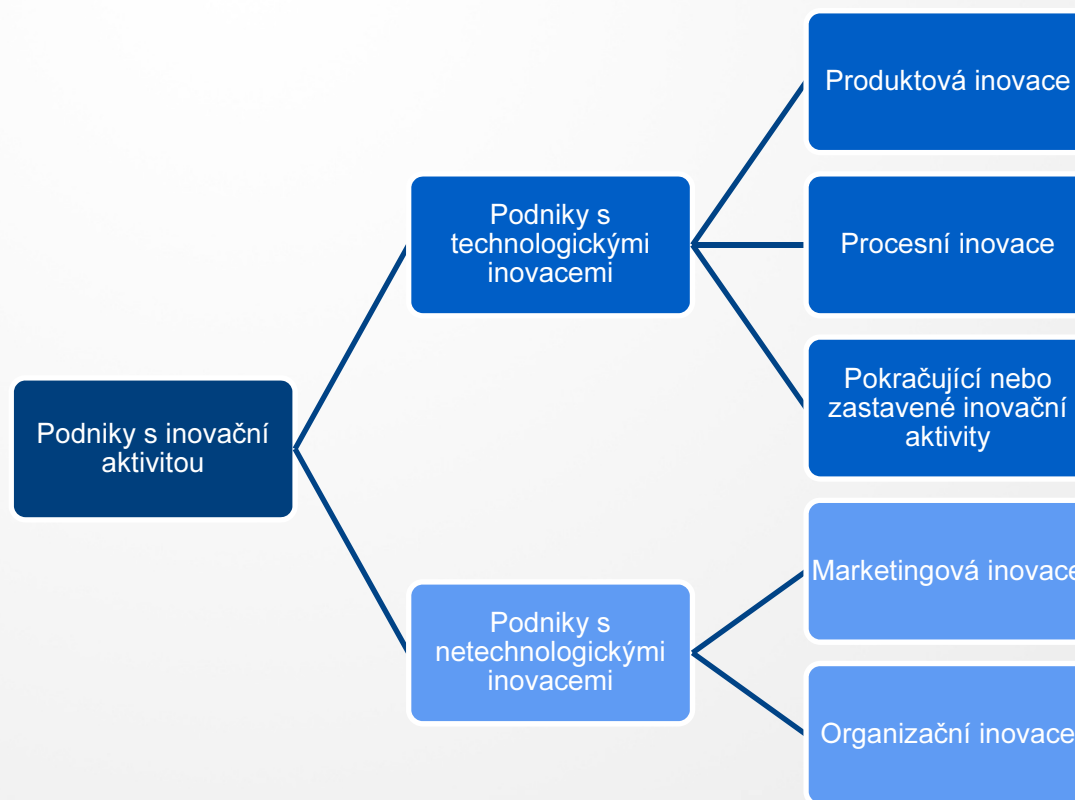 Produktová inovace
Podniky s
technologickými
inovacemi
Procesní inovace
Pokračující nebo
zastavené inovační
aktivity
Podniky s inovační
aktivitou
Marketingová inovace
Podniky s
netechnologickými
inovacemi
Organizační inovace